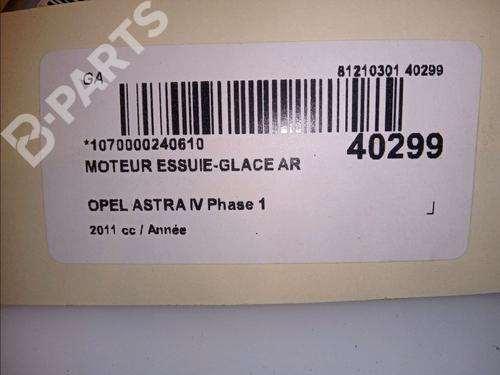 B-PARTS
GA 81210301 40299
*1070000240610 40299
MOTEUR ESSUIE-GLACE AR
OPEL ASTRA IV Phase 1
2011 cc / Année